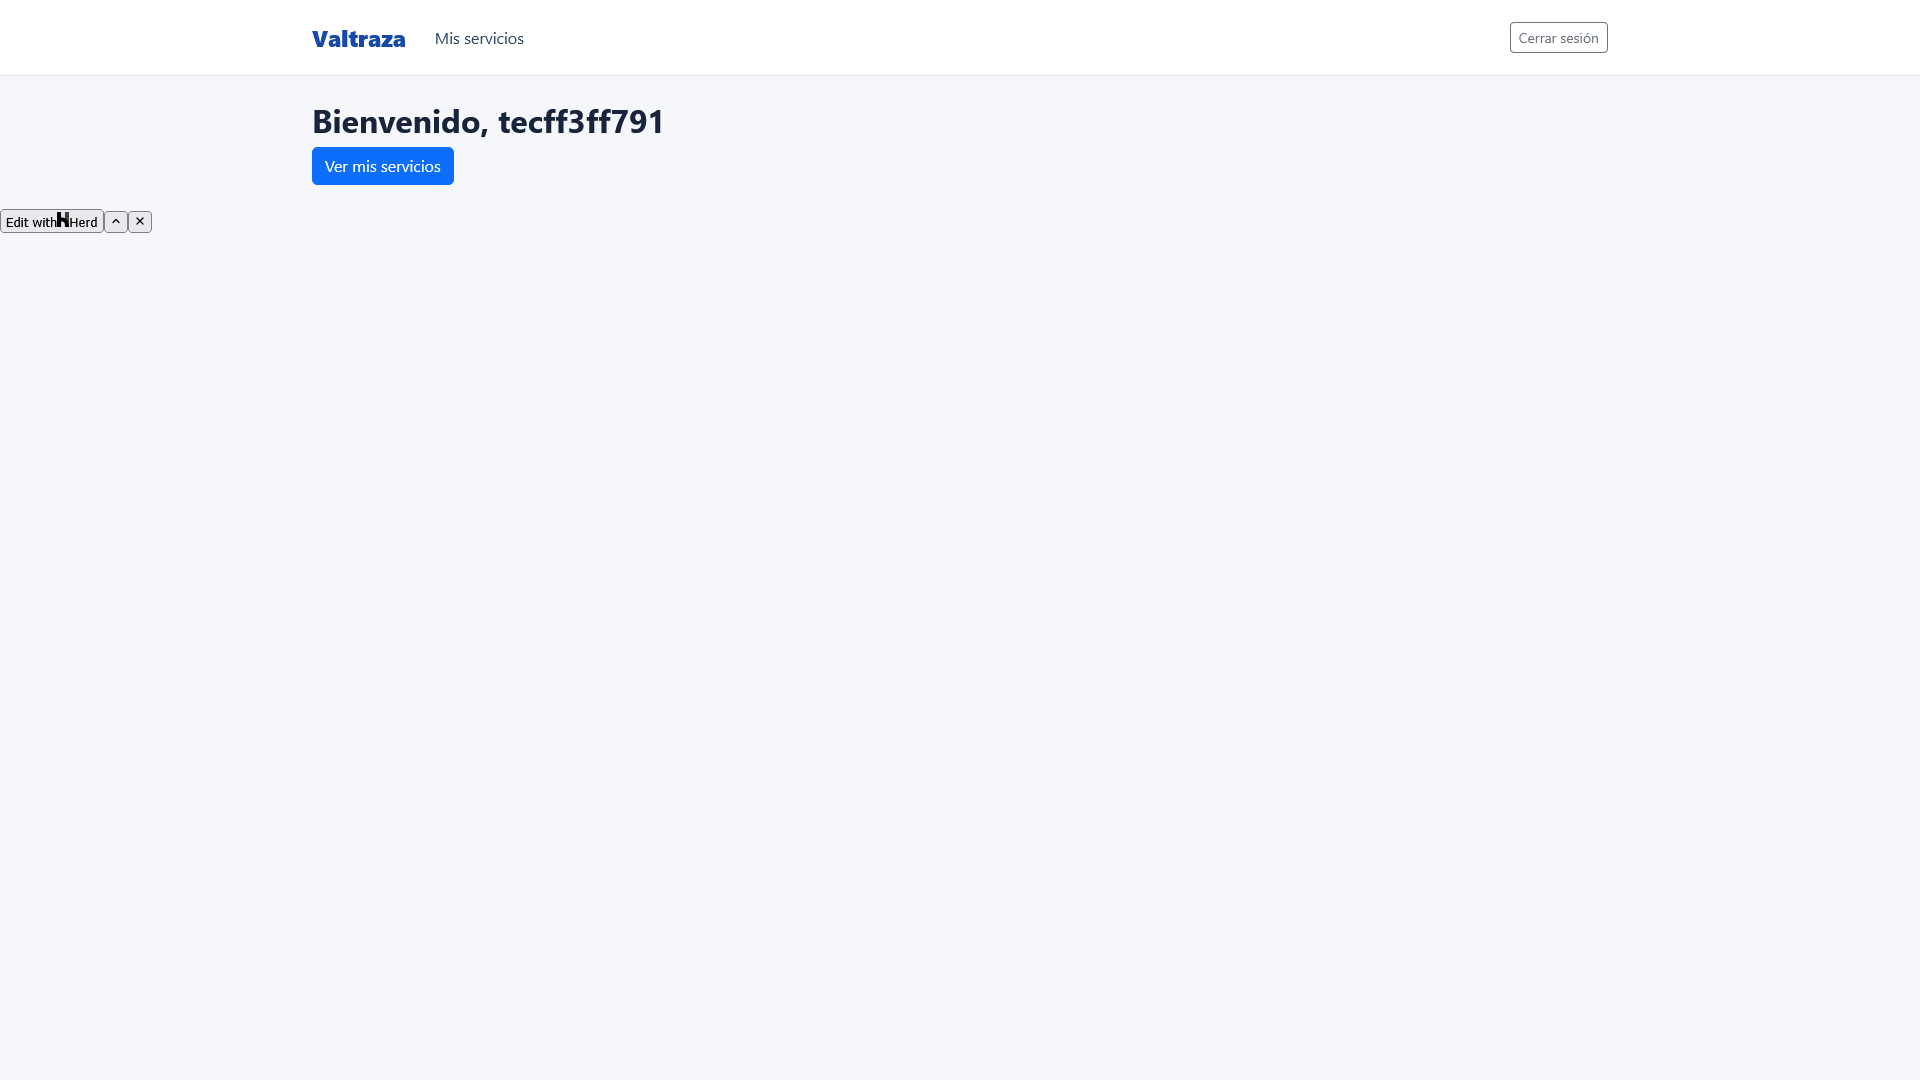 Valtraza Mis servicios Cerrar sesión
Bienvenido, tecff3ff791
Ver mis servicios
Edit with Herd